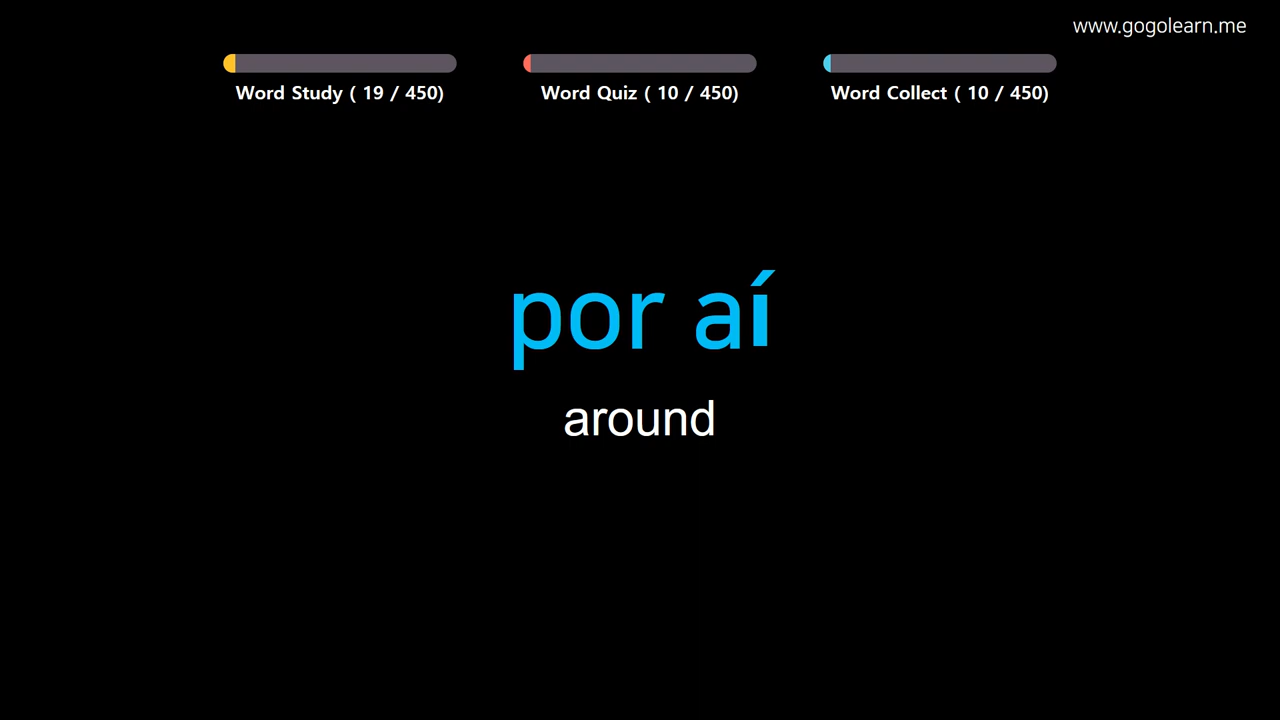 www.gogolearn.me
Word Study ( 19 / 450)
Word Quiz ( 10 / 450)
Word Collect ( 10 / 450)
por aí
around